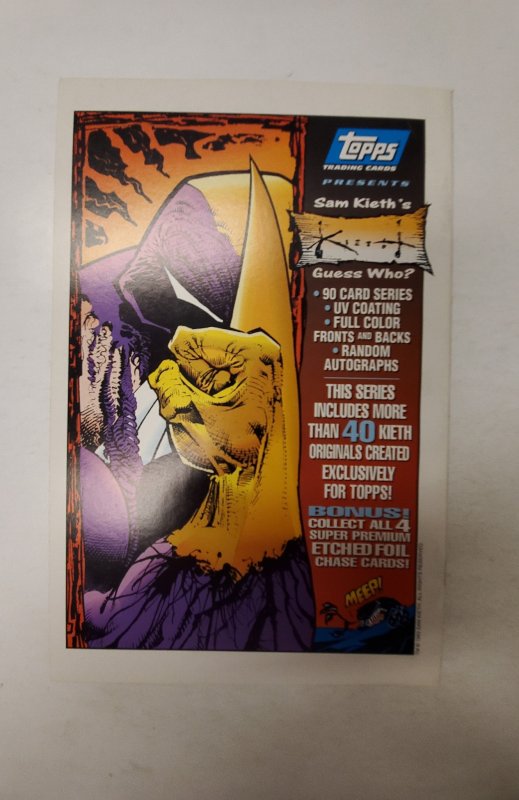 Topps
TRADING CARDS
PRESENTS
Sam Kieth's
Guess Who?
• 90 CARD SERIES
• UV COATING
• FULL COLOR
FRONTS AND BACKS
• RANDOM
AUTOGRAPHS
THIS SERIES
INCLUDES MORE
THAN 40 KIETH
ORIGINALS CREATED
EXCLUSIVELY
FOR TOPPS!
BONUS!
COLLECT ALL 4
SUPER PREMIUM
ETCHED FOIL
CHASE CARDS!
MEEP!